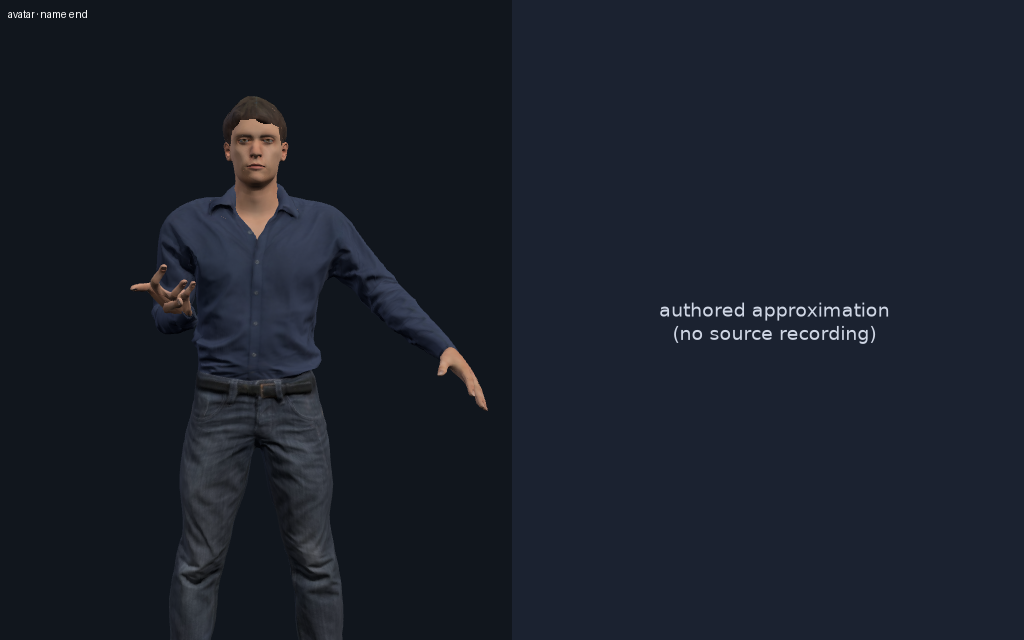 avatar·name end
authored approximation
(no source recording)